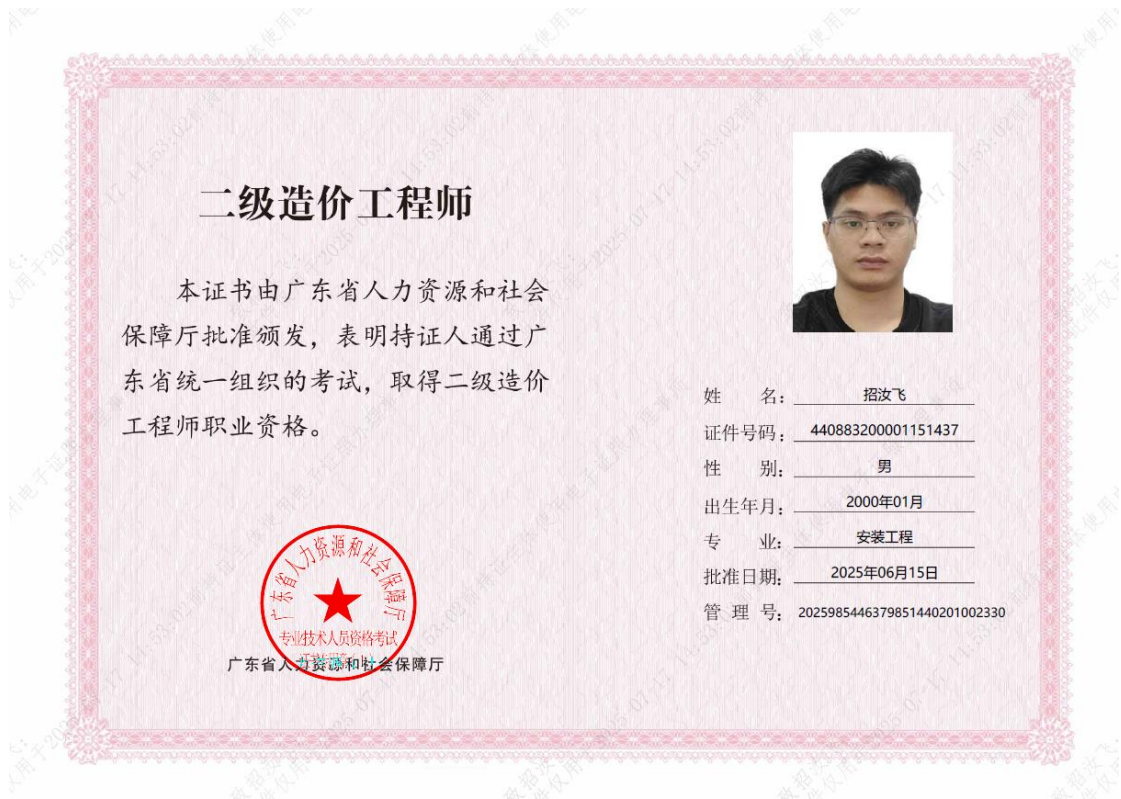 二级造价工程师
本证书由广东省人力资源和社会
保障厅批准颁发，表明持证人通过广
东省统一组织的考试，取得二级造价
工程师职业资格。
广东省人力资源和社会保障厅
专业技术人员资格考试
广东省人力资源和社会保障厅
姓 名：招汝飞
证件号码：440883200001151437
性 别：男
出生年月：2000年01月
专 业：安装工程
批准日期：2025年06月15日
管 理 号：2025985446379851440201002330